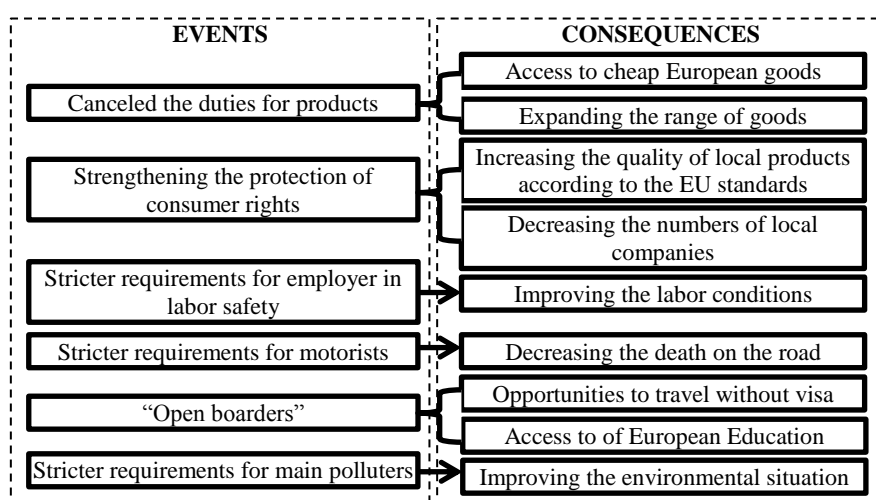 EVENTS
CONSEQUENCES
Canceled the duties for products
Access to cheap European goods
Expanding the range of goods
Strengthening the protection of
consumer rights
Increasing the quality of local products
according to the EU standards
Decreasing the numbers of local
companies
Stricter requirements for employer in
labor safety
Improving the labor conditions
Stricter requirements for motorists
Decreasing the death on the road
“Open boarders”
Opportunities to travel without visa
Access to of European Education
Stricter requirements for main polluters
Improving the environmental situation